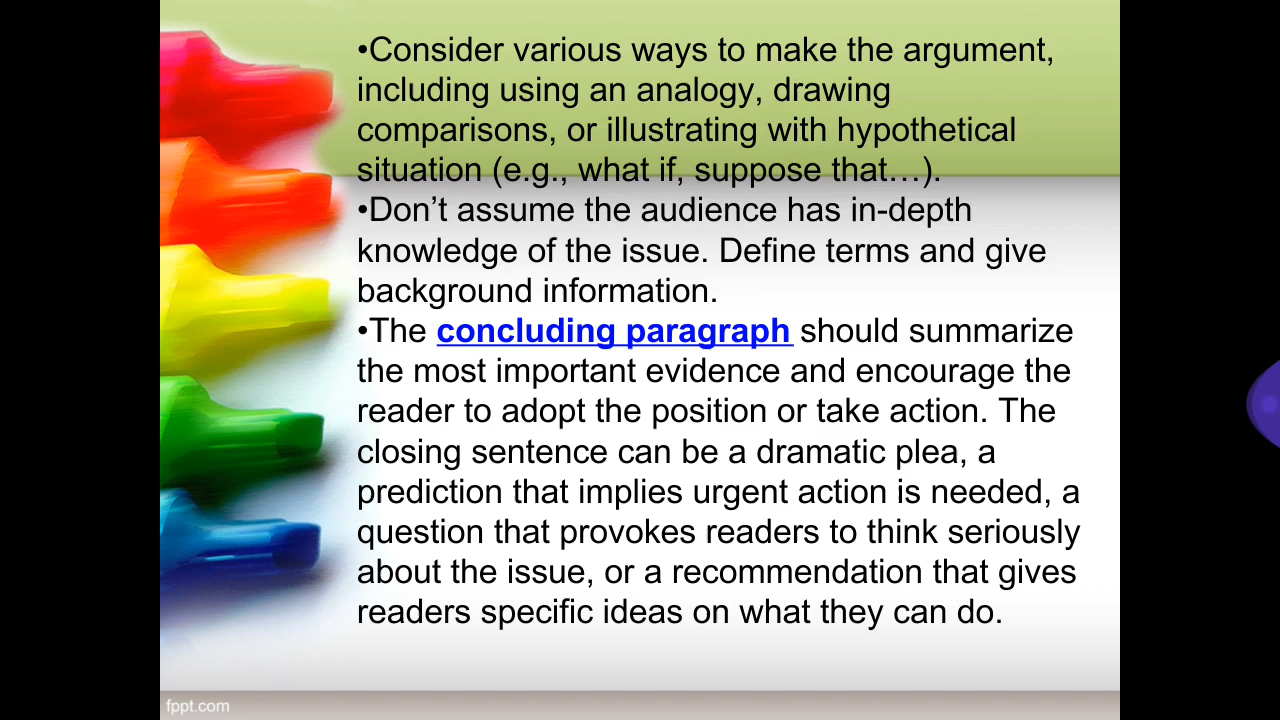 •Consider various ways to make the argument,
including using an analogy, drawing
comparisons, or illustrating with hypothetical
situation (e.g., what if, suppose that…).
•Don’t assume the audience has in-depth
knowledge of the issue. Define terms and give
background information.
•The concluding paragraph should summarize
the most important evidence and encourage the
reader to adopt the position or take action. The
closing sentence can be a dramatic plea, a
prediction that implies urgent action is needed, a
question that provokes readers to think seriously
about the issue, or a recommendation that gives
readers specific ideas on what they can do.
fppt.com